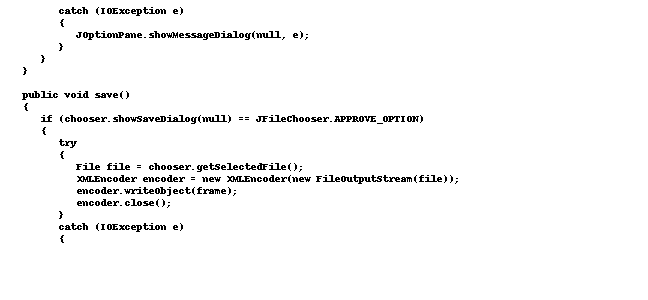 catch (IOException e)
{
JOptionPane.showMessageDialog(null, e);
}
}
}
public void save()
{
if (chooser.showSaveDialog(null) == JFileChooser.APPROVE_OPTION)
{
try
{
File file = chooser.getSelectedFile();
XMLEncoder encoder = new XMLEncoder(new FileOutputStream(file));
encoder.writeObject(frame);
encoder.close();
}
catch (IOException e)
{